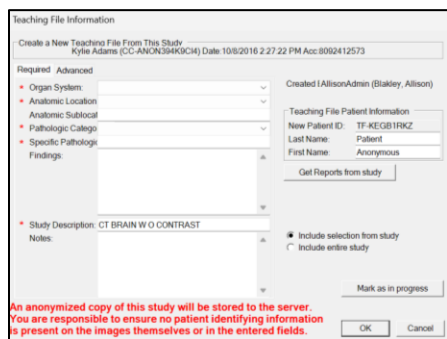 Teaching File Information
Create a New Teaching File From This Study
Kylie Adams (CC-ANON394K9CI4) Date:10/8/2016 2:27:22 PM Acc:8092412573
Required Advanced
* Organ System:
* Anatomic Location
Anatomic Sublocat
* Pathologic Catego
* Specific Pathologi
Findings:
* Study Description: CT BRAIN W O CONTRAST
Notes:
Created I AllisonAdmin (Blakley, Allison)
Teaching File Patient Information
New Patient ID: TF-KEGB1RKZ
Last Name: Patient
First Name: Anonymous
Get Reports from study
Include selection from study
Include entire study
Mark as in progress
An anonymized copy of this study will be stored to the server.
You are responsible to ensure no patient identifying information
is present on the images themselves or in the entered fields.
OK Cancel